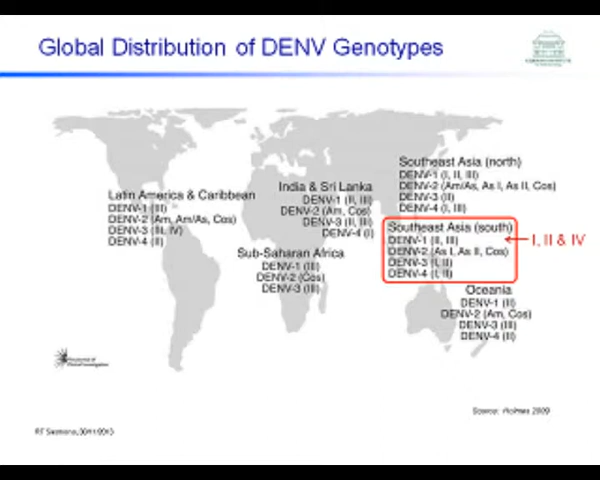 Global Distribution of DENV Genotypes
Southeast Asia (north)
DENV-1 (I, II, III)
DENV-2 (Am/As, As I, As II, Cos)
DENV-3 (II)
DENV-4 (I, III)
India & Sri Lanka
DENV-1 (II, III)
DENV-2 (Am, Cos)
DENV-3 (II, III)
DENV-4 (I)
Latin America & Caribbean
DENV-1 (III)
DENV-2 (Am, Am/As, Cos)
DENV-3 (III, IV)
DENV-4 (II)
Southeast Asia (south)
DENV-1 (II, III)
DENV-2 (As I, As II, Cos)
DENV-3 (I, II)
DENV-4 (I, II)
I, II & IV
Sub-Saharan Africa
DENV-1 (III)
DENV-2 (Cos)
DENV-3 (III)
Oceania
DENV-1 (II)
DENV-2 (Am, Cos)
DENV-3 (III)
DENV-4 (II)
Source: Holmes 2009